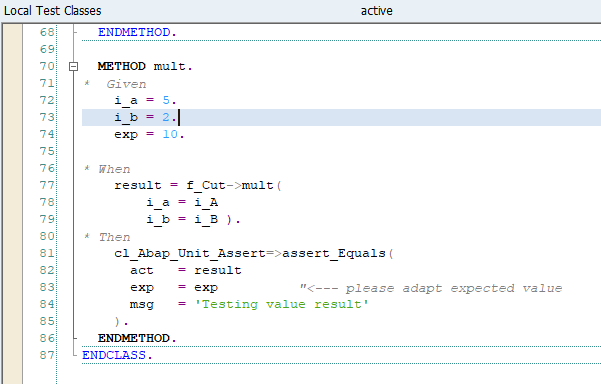 Local Test Classes active
68 ENDMETHOD.
69
70 METHOD mult.
71 * Given
72 i_a = 5.
73 i_b = 2.
74 exp = 10.
75
76 * When
77 result = f_Cut->mult(
78 i_a = i_A
79 i_b = i_B ).
80 * Then
81 cl_Abap_Unit_Assert=>assert_Equals(
82 act = result
83 exp = exp "<--- please adapt expected value
84 msg = 'Testing value result'
85 ).
86 ENDMETHOD.
87 ENDCLASS.